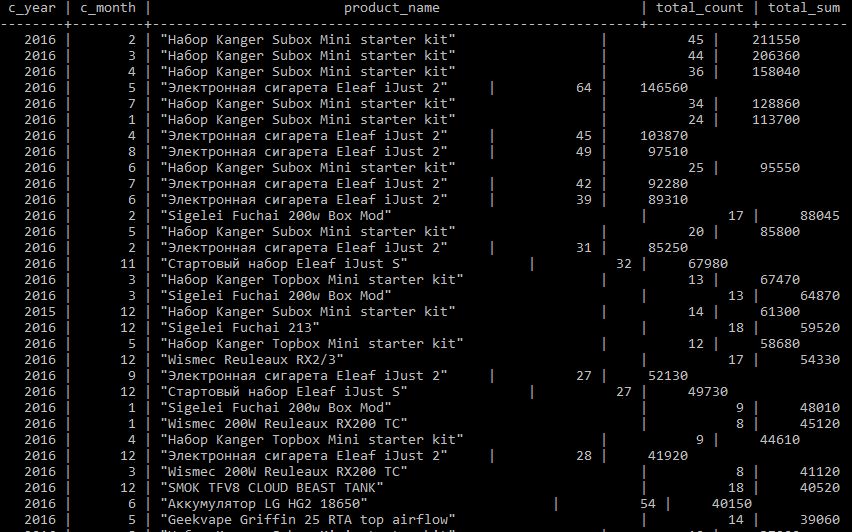 c_year | c_month | product_name | total_count | total_sum
--------+---------+--------------------------------------------------------------+-------------+-----------
2016 | 2 | "Набор Kanger Subox Mini starter kit" | 45 | 211550
2016 | 3 | "Набор Kanger Subox Mini starter kit" | 44 | 206360
2016 | 4 | "Набор Kanger Subox Mini starter kit" | 36 | 158040
2016 | 5 | "Электронная сигарета Eleaf iJust 2" | 64 | 146560
2016 | 7 | "Набор Kanger Subox Mini starter kit" | 34 | 128860
2016 | 1 | "Набор Kanger Subox Mini starter kit" | 24 | 113700
2016 | 4 | "Электронная сигарета Eleaf iJust 2" | 45 | 103870
2016 | 8 | "Электронная сигарета Eleaf iJust 2" | 49 | 97510
2016 | 6 | "Набор Kanger Subox Mini starter kit" | 25 | 95550
2016 | 7 | "Электронная сигарета Eleaf iJust 2" | 42 | 92280
2016 | 6 | "Электронная сигарета Eleaf iJust 2" | 39 | 89310
2016 | 2 | "Sigelei Fuchai 200w Box Mod" | 17 | 88045
2016 | 5 | "Набор Kanger Subox Mini starter kit" | 20 | 85800
2016 | 2 | "Электронная сигарета Eleaf iJust 2" | 31 | 85250
2016 | 11 | "Стартовый набор Eleaf iJust S" | 32 | 67980
2016 | 3 | "Набор Kanger Topbox Mini starter kit" | 13 | 67470
2016 | 3 | "Sigelei Fuchai 200w Box Mod" | 13 | 64870
2015 | 12 | "Набор Kanger Subox Mini starter kit" | 14 | 61300
2016 | 12 | "Sigelei Fuchai 213" | 18 | 59520
2016 | 5 | "Набор Kanger Topbox Mini starter kit" | 12 | 58680
2016 | 12 | "Wismec Reuleaux RX2/3" | 17 | 54330
2016 | 9 | "Электронная сигарета Eleaf iJust 2" | 27 | 52130
2016 | 12 | "Стартовый набор Eleaf iJust S" | 27 | 49730
2016 | 1 | "Sigelei Fuchai 200w Box Mod" | 9 | 48010
2016 | 1 | "Wismec 200W Reuleaux RX200 TC" | 8 | 45120
2016 | 4 | "Набор Kanger Topbox Mini starter kit" | 9 | 44610
2016 | 12 | "Электронная сигарета Eleaf iJust 2" | 28 | 41920
2016 | 3 | "Wismec 200W Reuleaux RX200 TC" | 8 | 41120
2016 | 12 | "SMOK TFV8 CLOUD BEAST TANK" | 18 | 40520
2016 | 6 | "Аккумулятор LG HG2 18650" | 54 | 40150
2016 | 5 | "Geekvape Griffin 25 RTA top airflow" | 14 | 39060